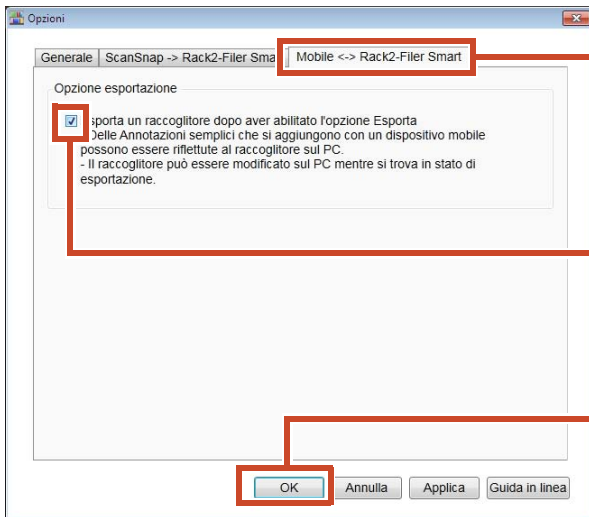 Opzioni
Generale
ScanSnap -> Rack2-Filer Sma
Mobile <-> Rack2-Filer Smart
Opzione esportazione
sporta un raccoglitore dopo aver abilitato l'opzione Esporta
Delle Annotazioni semplici che si aggiungono con un dispositivo mobile
possono essere riflettute al raccoglitore sul PC.
- Il raccoglitore può essere modificato sul PC mentre si trova in stato di
esportazione.
OK
Annulla
Applica
Guida in linea